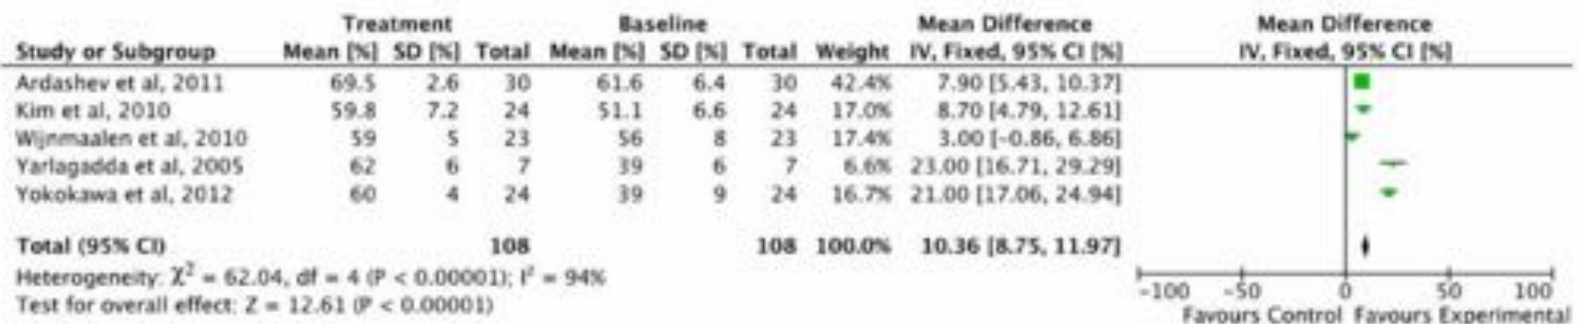 Treatment Baseline Mean Difference Mean Difference
Study or Subgroup Mean [%] SD [%] Total Mean [%] SD [%] Total Weight IV, Fixed, 95% CI [%] IV, Fixed, 95% CI [%]
Ardashev et al, 2011 69.5 2.6 30 61.6 6.4 30 42.4% 7.90 [5.43, 10.37]
Kim et al, 2010 59.8 7.2 24 51.1 6.6 24 17.0% 8.70 [4.79, 12.61]
Wijnmaalen et al, 2010 59 5 23 56 8 23 17.4% 3.00 [-0.86, 6.86]
Yarlagadda et al, 2005 62 6 7 39 6 7 6.6% 23.00 [16.71, 29.29]
Yokokawa et al, 2012 60 4 24 39 9 24 16.7% 21.00 [17.06, 24.94]
Total (95% CI) 108 108 100.0% 10.36 [8.75, 11.97]
Heterogeneity: χ² = 62.04, df = 4 (P < 0.00001); I² = 94%
Test for overall effect: Z = 12.61 (P < 0.00001)
-100 -50 0 50 100
Favours Control Favours Experimental